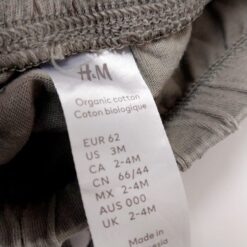 H&M
Organic cotton
Coton biologique
EUR 62
US 3M
CA 2-4M
CN 66/44
MX 2-4M
AUS 000
UK 2-4M
Made in